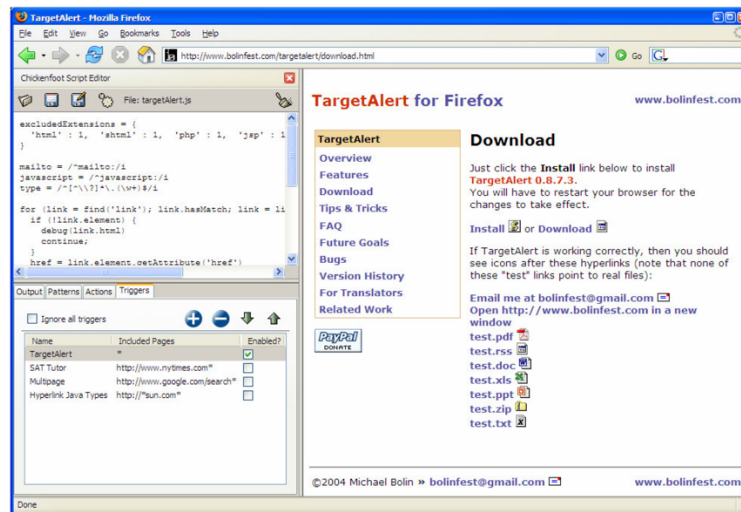 TargetAlert - Mozilla Firefox
File Edit View Go Bookmarks Tools Help
http://www.bolinfest.com/targetalert/download.html
Go
G
Chickenfoot Script Editor
File: targetAlert.js
excludedExtensions = {
'html' : 1, 'shtml' : 1, 'php' : 1, 'jsp' : 1
}
mailto = /^mailto:/i
javascript = /^javascript:/i
type = /^[^\\?]*\.(\w+)$/i
for (link = find('link'); link.hasMatch; link = li
if (!link.element) {
debug(link.html)
continue;
}
href = link.element.getAttribute('href')
Output Patterns Actions Triggers
Ignore all triggers
Name Included Pages Enabled?
TargetAlert *
SAT Tutor http://www.nytimes.com*
Multipage http://www.google.com/search*
Hyperlink Java Types http://*sun.com*
TargetAlert for Firefox
www.bolinfest.com
TargetAlert
Overview
Features
Download
Tips & Tricks
FAQ
Future Goals
Bugs
Version History
For Translators
Related Work
PayPal
DONATE
Download
Just click the Install link below to install
TargetAlert 0.8.7.3.
You will have to restart your browser for the
changes to take effect.
Install or Download
If TargetAlert is working correctly, then you should
see icons after these hyperlinks (note that none of
these "test" links point to real files):
Email me at bolinfest@gmail.com
Open http://www.bolinfest.com in a new
window
test.pdf
test.rss
test.doc
test.xls
test.ppt
test.zip
test.txt
©2004 Michael Bolin » bolinfest@gmail.com
www.bolinfest.com
Done